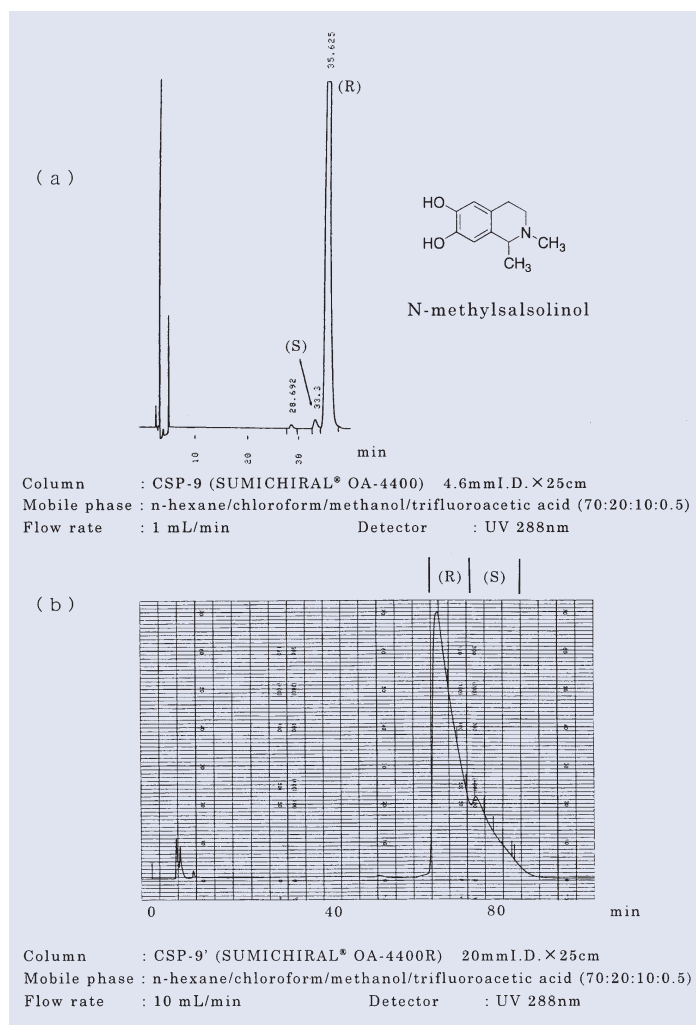 35.625
(R)
(a)
HO
HO
N
CH3
CH3
N-methylsalsolinol
(S)
28.692
33.3
10
20
30
min
Column : CSP-9 (SUMICHIRAL® OA-4400) 4.6mmI.D.×25cm
Mobile phase : n-hexane/chloroform/methanol/trifluoroacetic acid (70:20:10:0.5)
Flow rate : 1 mL/min Detector : UV 288nm
(R) (S)
(b)
0 40 80 min
Column : CSP-9' (SUMICHIRAL® OA-4400R) 20mmI.D.×25cm
Mobile phase : n-hexane/chloroform/methanol/trifluoroacetic acid (70:20:10:0.5)
Flow rate : 10 mL/min Detector : UV 288nm